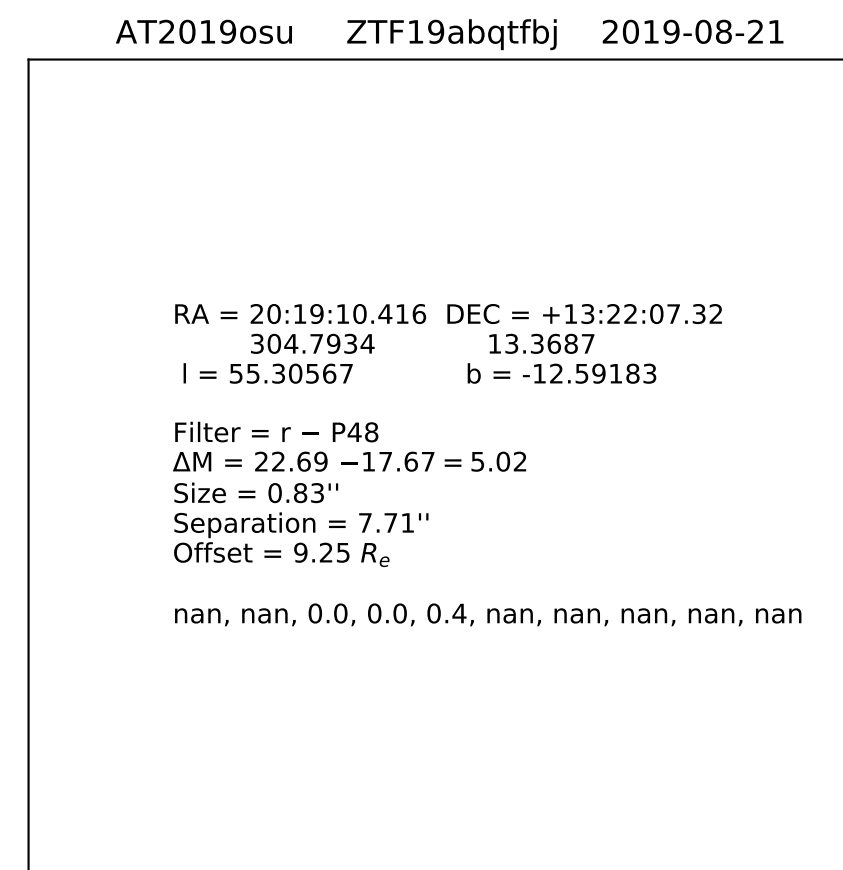 AT2019osu ZTF19abqtfbj 2019-08-21
RA = 20:19:10.416 DEC = +13:22:07.32
304.7934 13.3687
l = 55.30567 b = -12.59183
Filter = r − P48
ΔM = 22.69 −17.67 = 5.02
Size = 0.83''
Separation = 7.71''
Offset = 9.25 Rₑ
nan, nan, 0.0, 0.0, 0.4, nan, nan, nan, nan, nan